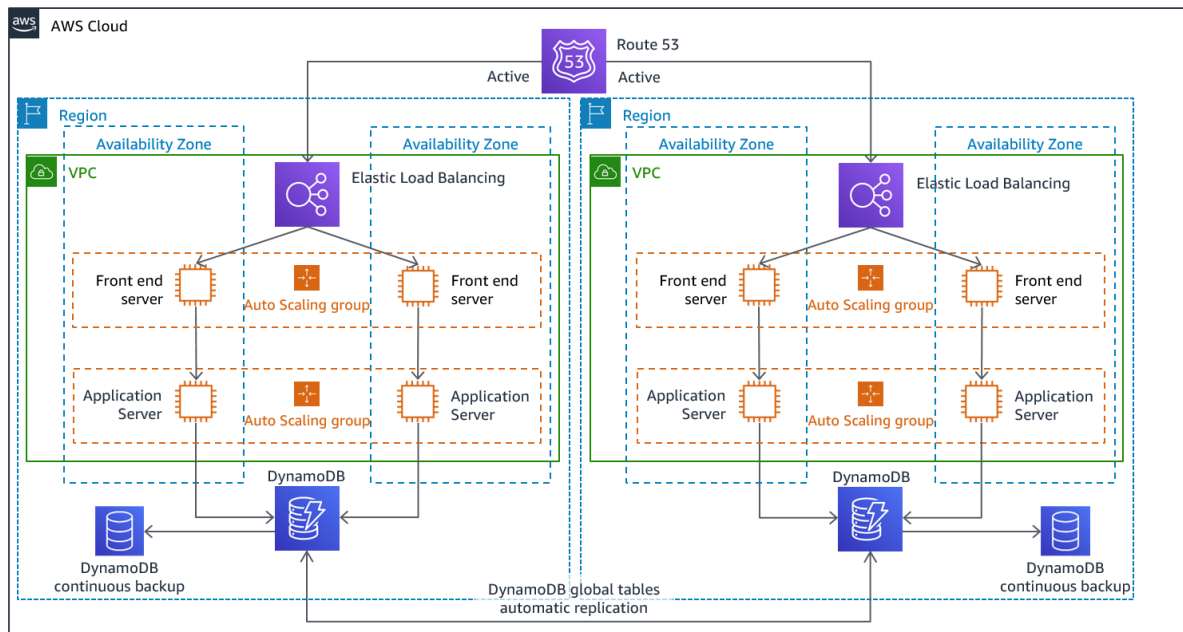 aws
AWS Cloud
53
Route 53
Active
Active
Region
Availability Zone
Availability Zone
VPC
Elastic Load Balancing
Front end
server
Auto Scaling group
Front end
server
Application
Server
Auto Scaling group
Application
Server
DynamoDB
DynamoDB
continuous backup
Region
Availability Zone
Availability Zone
VPC
Elastic Load Balancing
Front end
server
Auto Scaling group
Front end
server
Application
Server
Auto Scaling group
Application
Server
DynamoDB
DynamoDB
continuous backup
DynamoDB global tables
automatic replication